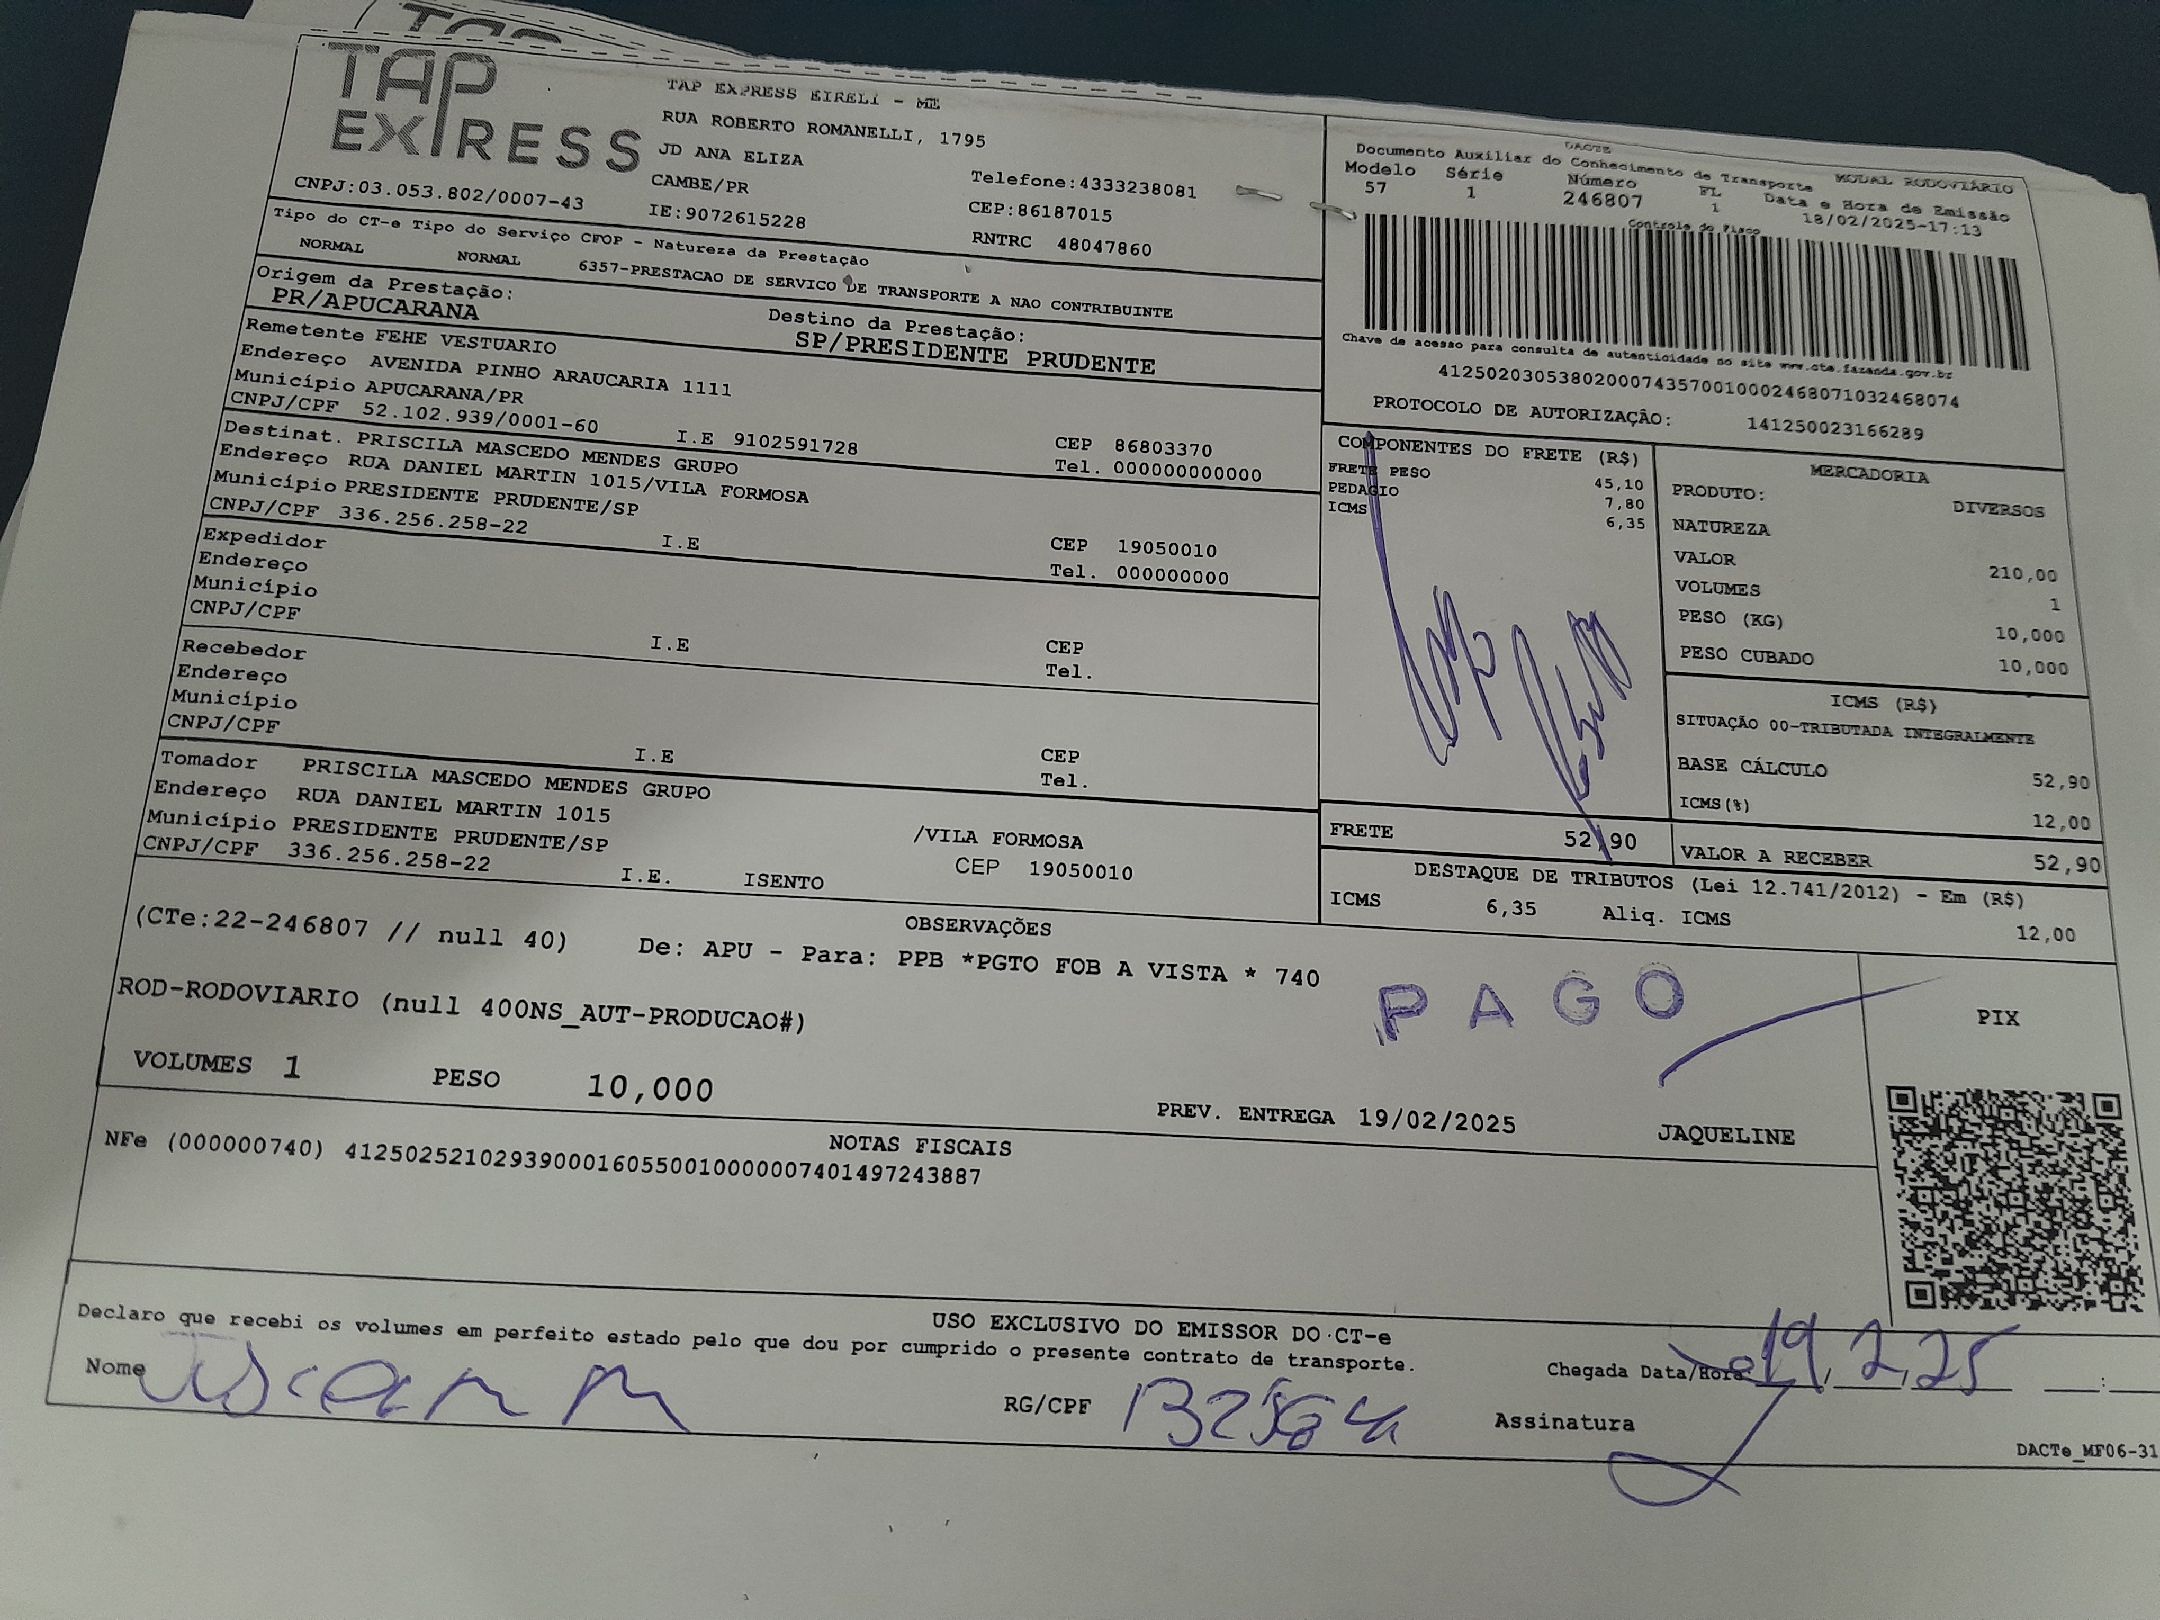 TAP
EXPRESS
CNPJ:03.053.802/0007-43
TAP EXPRESS EIRELI - ME
RUA ROBERTO ROMANELLI, 1795
JD ANA ELIZA
CAMBE/PR
IE:9072615228
Telefone:4333238081
CEP:86187015
RNTRC 48047860
DACTE
Documento Auxiliar do Conhecimento de Transporte MODAL RODOVIÁRIO
Modelo Série Número FL Data e Hora de Emissão
57 1 246807 1 18/02/2025-17:13
Controle do Fisco
Chave de acesso para consulta de autenticidade no site www.cte.fazenda.gov.br
41250203053802000743570010002468071032468074
PROTOCOLO DE AUTORIZAÇÂO: 141250023166289
Tipo do CT-e Tipo do Serviço CFOP - Natureza da Prestação
NORMAL NORMAL 6357-PRESTACAO DE SERVICO DE TRANSPORTE A NAO CONTRIBUINTE
Origem da Prestação: Destino da Prestação:
PR/APUCARANA SP/PRESIDENTE PRUDENTE
Remetente FEHE VESTUARIO
Endereço AVENIDA PINHO ARAUCARIA 1111
Município APUCARANA/PR CEP 86803370
CNPJ/CPF 52.102.939/0001-60 I.E 9102591728 Tel. 000000000000
Destinat. PRISCILA MASCEDO MENDES GRUPO
Endereço RUA DANIEL MARTIN 1015/VILA FORMOSA
Município PRESIDENTE PRUDENTE/SP CEP 19050010
CNPJ/CPF 336.256.258-22 I.E Tel. 000000000
Expedidor
Endereço
Município CEP
CNPJ/CPF I.E Tel.
Recebedor
Endereço
Município CEP
CNPJ/CPF I.E Tel.
Tomador PRISCILA MASCEDO MENDES GRUPO
Endereço RUA DANIEL MARTIN 1015 /VILA FORMOSA
Município PRESIDENTE PRUDENTE/SP CEP 19050010
CNPJ/CPF 336.256.258-22 I.E. ISENTO
COMPONENTES DO FRETE (R$)
FRETE PESO 45,10
PEDAGIO 7,80
ICMS 6,35
FRETE 52,90
MERCADORIA
PRODUTO: DIVERSOS
NATUREZA
VALOR 210,00
VOLUMES 1
PESO (KG) 10,000
PESO CUBADO 10,000
ICMS (R$)
SITUAÇÃO 00-TRIBUTADA INTEGRALMENTE
BASE CÁLCULO 52,90
ICMS(%) 12,00
VALOR A RECEBER 52,90
DESTAQUE DE TRIBUTOS (Lei 12.741/2012) - Em (R$)
ICMS 6,35 Aliq. ICMS 12,00
OBSERVAÇÕES
(CTe:22-246807 // null 40) De: APU - Para: PPB *PGTO FOB A VISTA * 740
ROD-RODOVIARIO (null 400NS_AUT-PRODUCAO#)
PAGO
PIX
VOLUMES 1 PESO 10,000 PREV. ENTREGA 19/02/2025 JAQUELINE
NOTAS FISCAIS
NFe (000000740) 41250252102939000160550010000007401497243887
USO EXCLUSIVO DO EMISSOR DO CT-e
Declaro que recebi os volumes em perfeito estado pelo que dou por cumprido o presente contrato de transporte.
Chegada Data/Hora 19, 2, 25
Nome RG/CPF Assinatura
DACTe_MF06-31